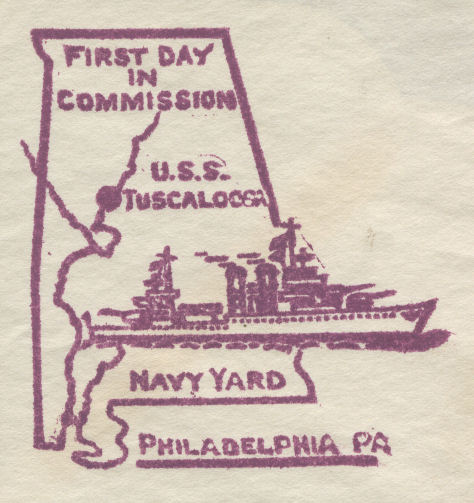 FIRST DAY
IN
COMMISSION
U.S.S.
TUSCALOOSA
NAVY YARD
PHILADELPHIA PA